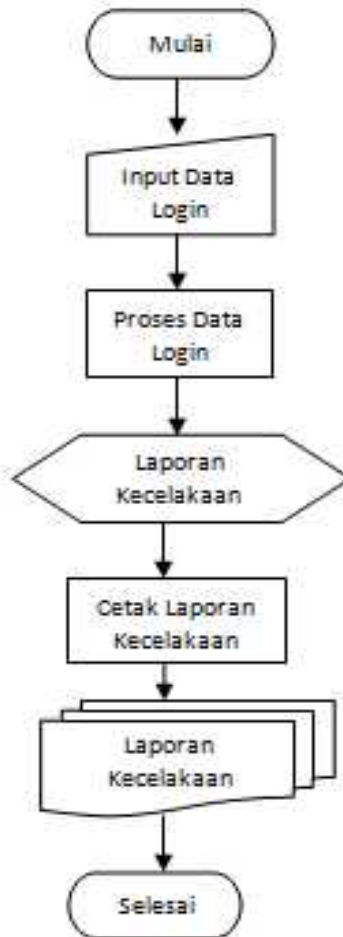 Mulai
Input Data
Login
Proses Data
Login
Laporan
Kecelakaan
Cetak Laporan
Kecelakaan
Laporan
Kecelakaan
Selesai